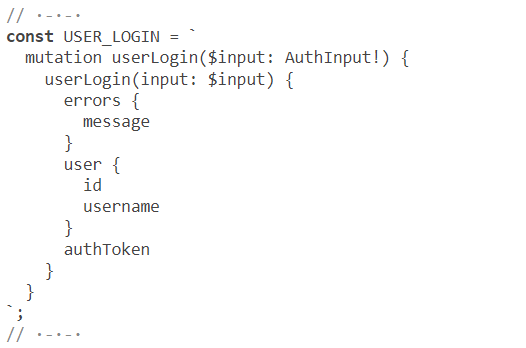 // ·-·-·
const USER_LOGIN = `
  mutation userLogin($input: AuthInput!) {
    userLogin(input: $input) {
      errors {
        message
      }
      user {
        id
        username
      }
      authToken
    }
  }
`;
// ·-·-·